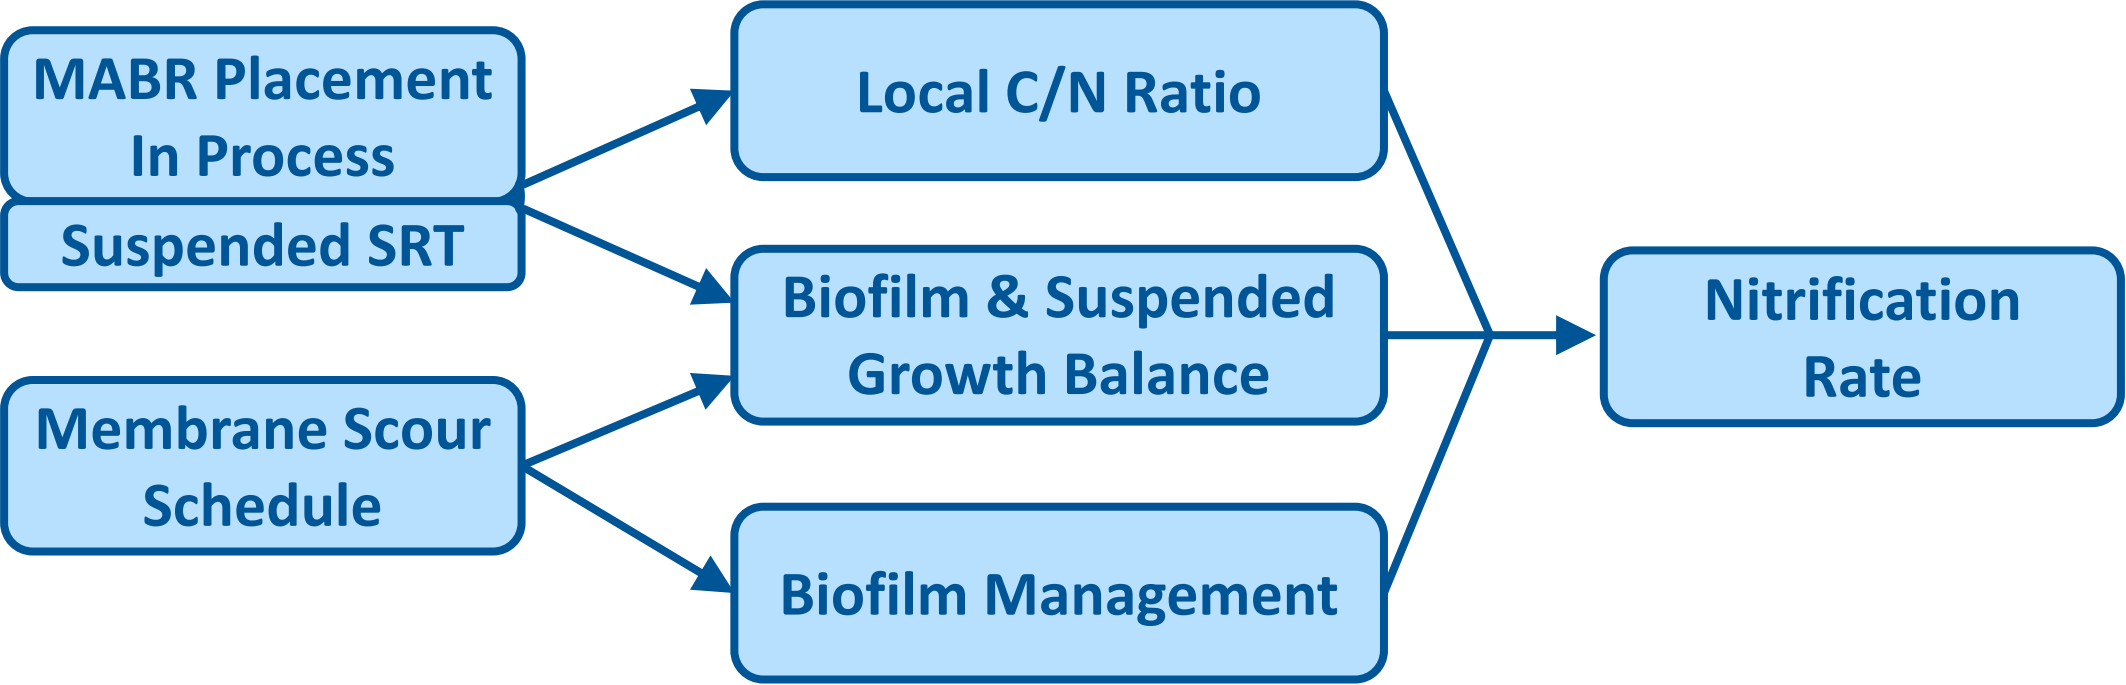 MABR Placement
In Process
Suspended SRT
Membrane Scour
Schedule
Local C/N Ratio
Biofilm & Suspended
Growth Balance
Biofilm Management
Nitrification
Rate